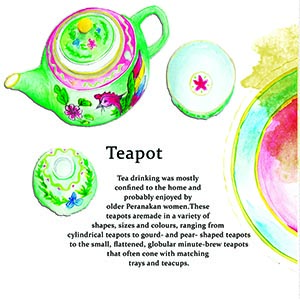 Teapot
Tea drinking was mostly
confined to the home and
probably enjoyed by
older Peranakan women.These
teapots aremade in a variety of
shapes, sizes and colours, ranging from
cylindrical teapots to gourd- and pear- shaped teapots
to the small, flattened, globular minute-brew teapots
that often cone with matching
trays and teacups.